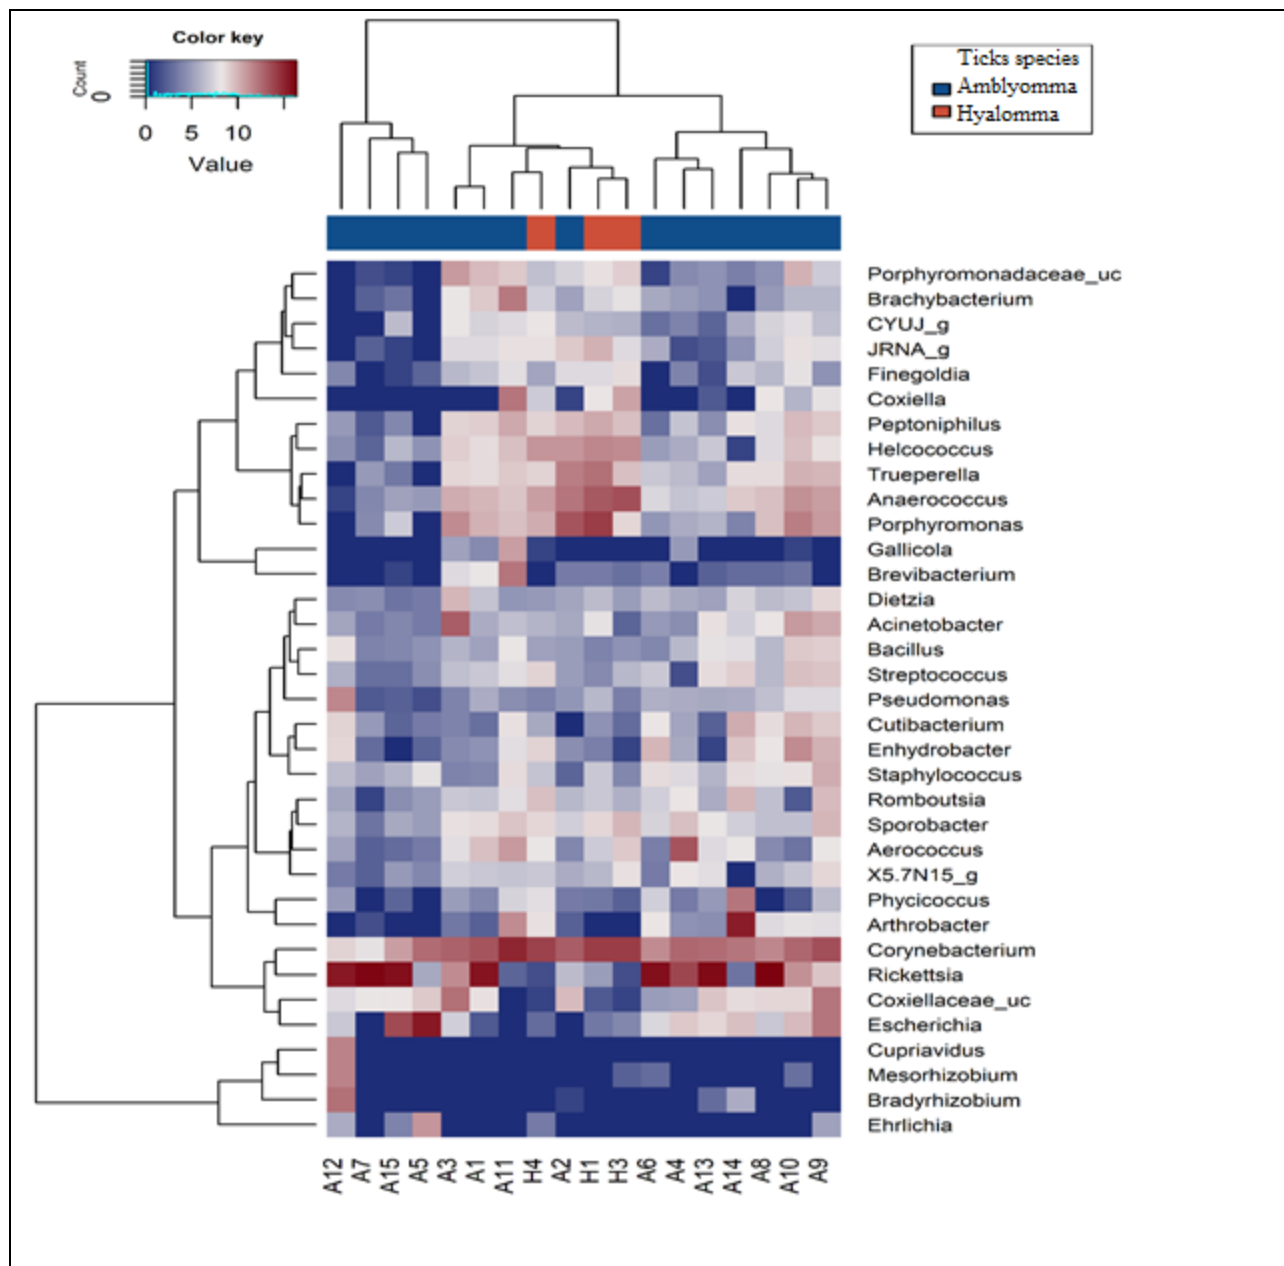 Color key
Count
0
0 5 10
Value
Ticks species
Amblyomma
Hyalomma
Porphyromonadaceae_uc
Brachybacterium
CYUJ_g
JRNA_g
Finegoldia
Coxiella
Peptoniphilus
Helcococcus
Trueperella
Anaerococcus
Porphyromonas
Gallicola
Brevibacterium
Dietzia
Acinetobacter
Bacillus
Streptococcus
Pseudomonas
Cutibacterium
Enhydrobacter
Staphylococcus
Romboutsia
Sporobacter
Aerococcus
X5.7N15_g
Phycicoccus
Arthrobacter
Corynebacterium
Rickettsia
Coxiellaceae_uc
Escherichia
Cupriavidus
Mesorhizobium
Bradyrhizobium
Ehrlichia
A12 A7 A15 A5 A3 A1 A11 H4 A2 H1 H3 A6 A4 A13 A14 A8 A10 A9